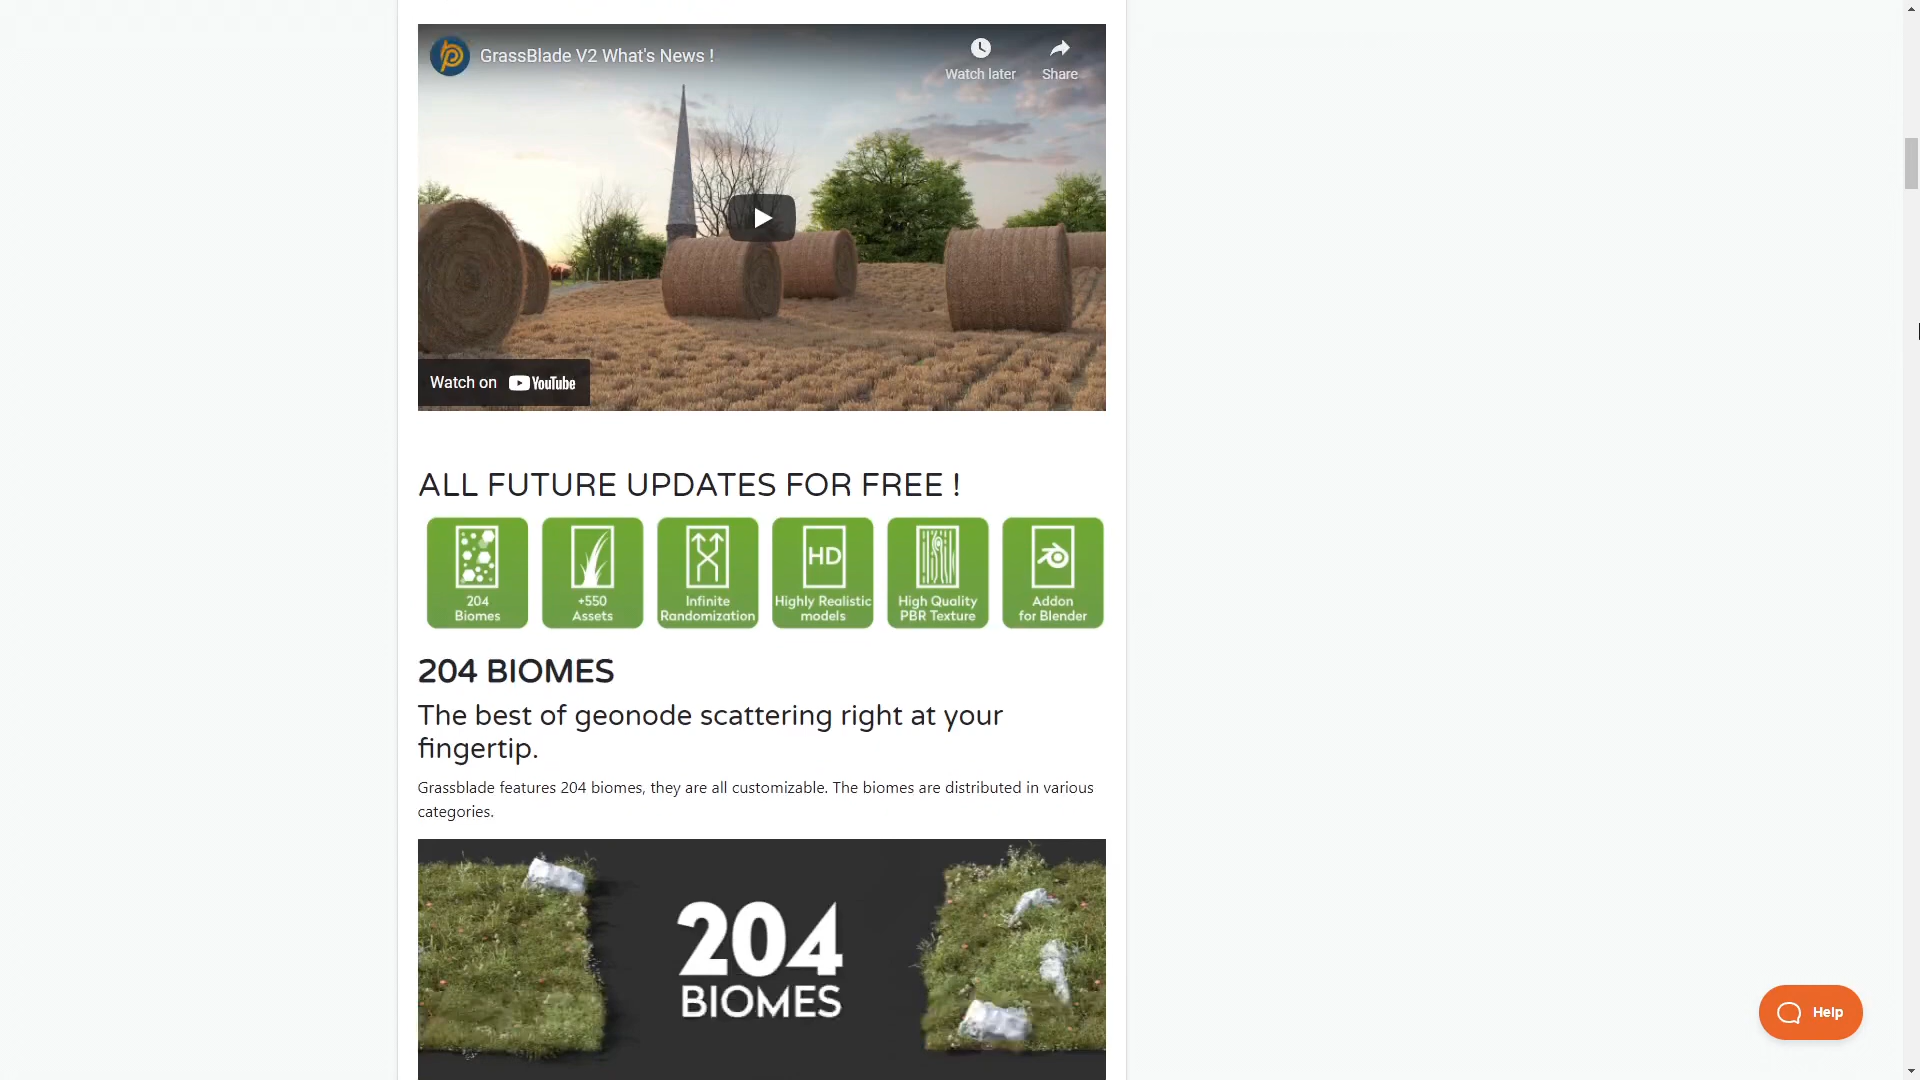 GrassBlade V2 What's News !
Watch later
Share
Watch on YouTube
ALL FUTURE UPDATES FOR FREE !
204
Biomes
+550
Assets
Infinite
Randomization
HD
Highly Realistic
models
High Quality
PBR Texture
Addon
for Blender
204 BIOMES
The best of geonode scattering right at your
fingertip.
Grassblade features 204 biomes, they are all customizable. The biomes are distributed in various
categories.
204
BIOMES
Help